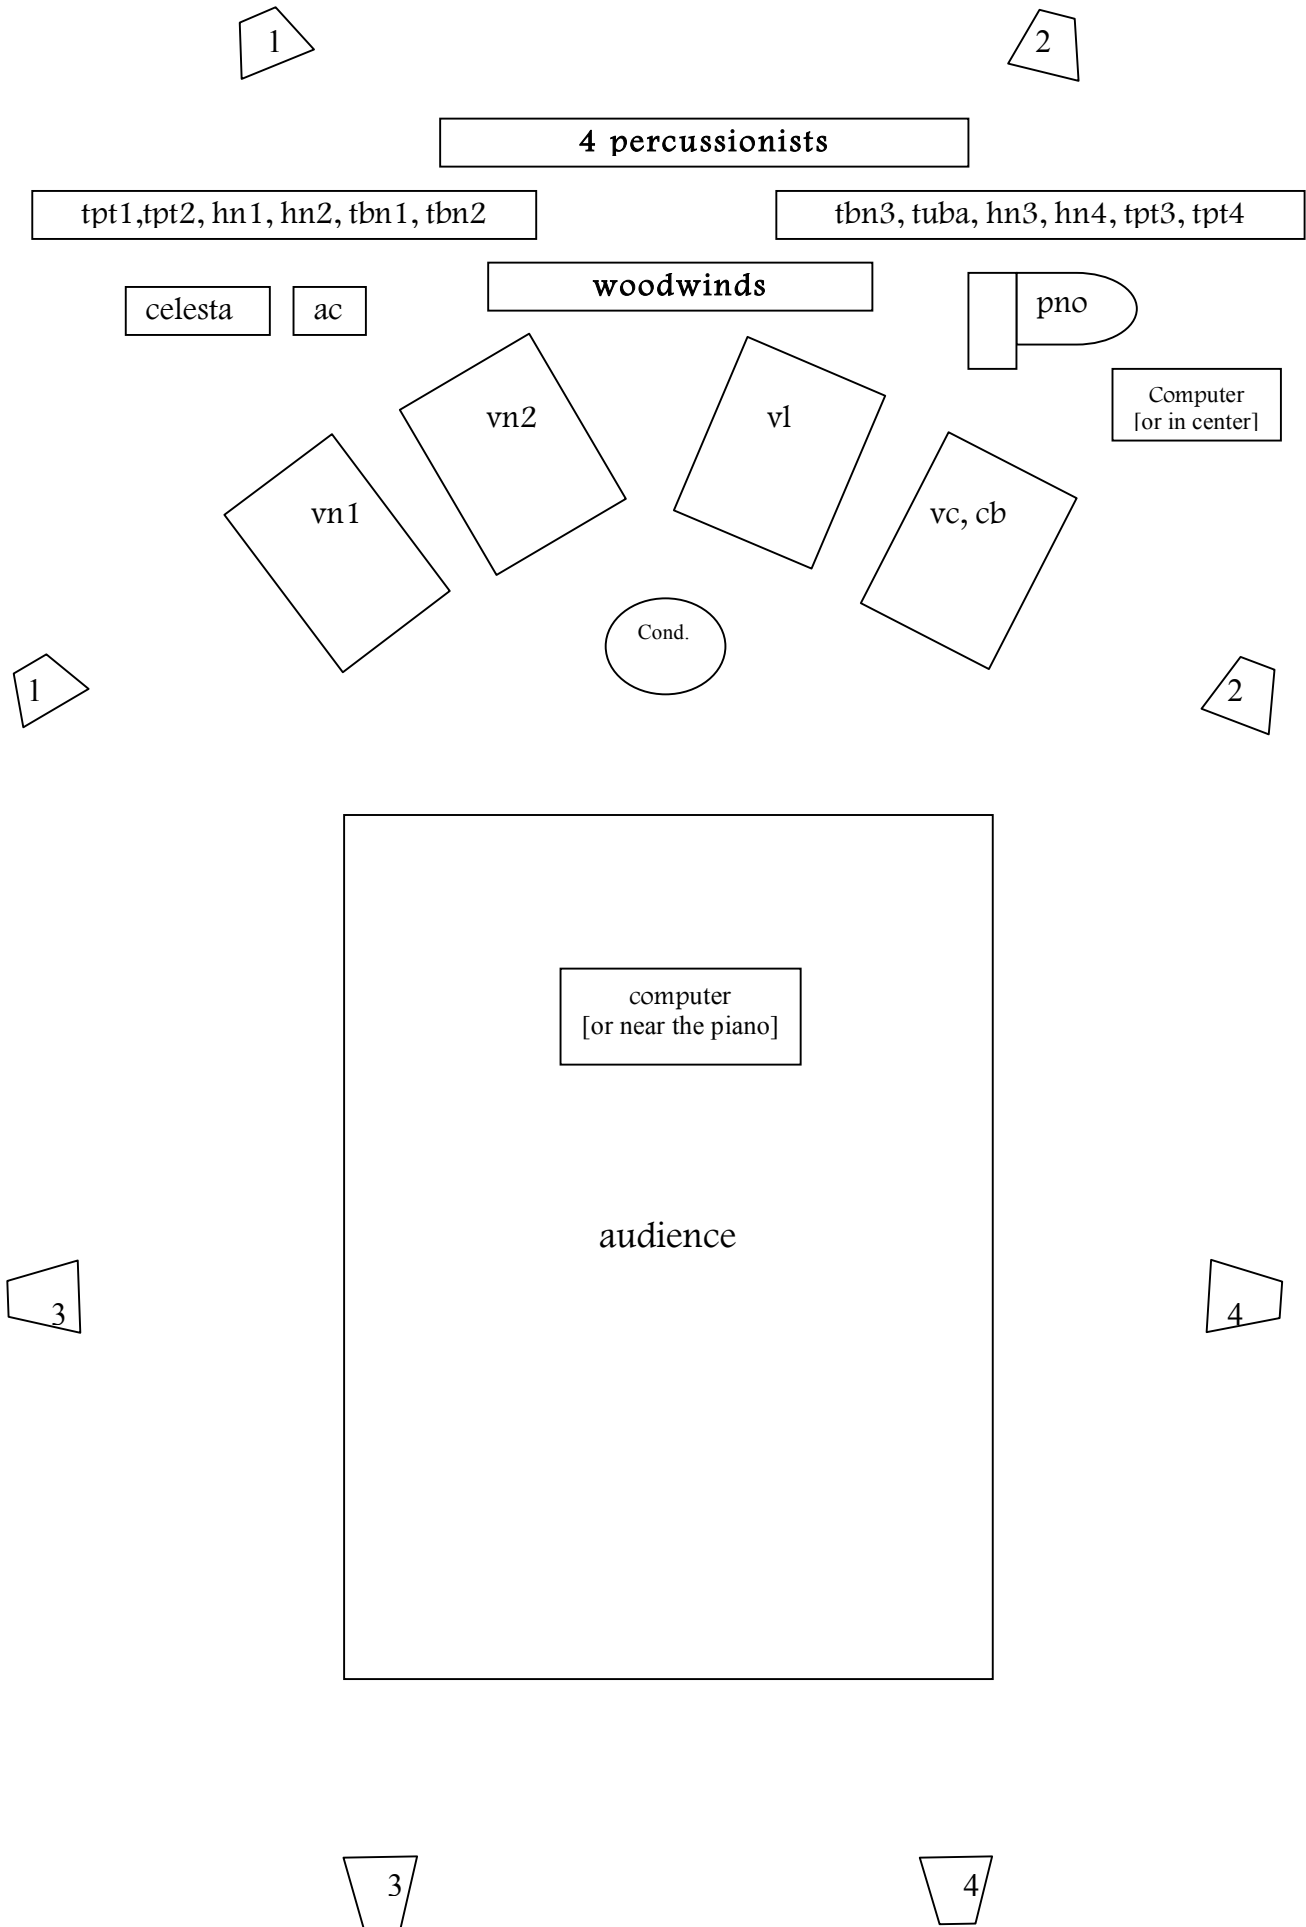 1
2
4 percussionists
tpt1,tpt2, hn1, hn2, tbn1, tbn2
tbn3, tuba, hn3, hn4, tpt3, tpt4
woodwinds
celesta
ac
pno
Computer
[or in center]
vn2
vl
vn1
vc, cb
Cond.
1
2
computer
[or near the piano]
audience
3
4
3
4